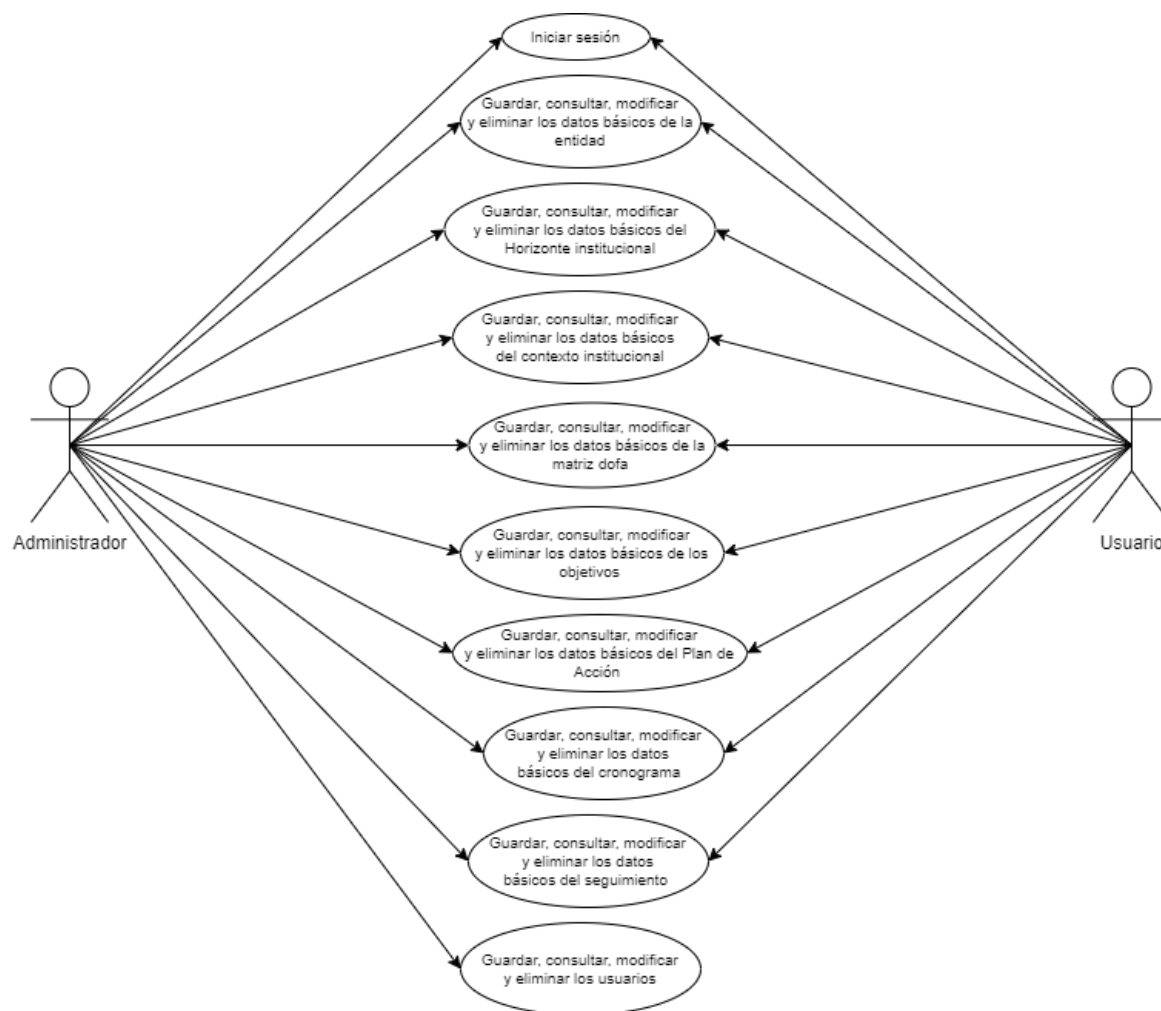 Iniciar sesión
Guardar, consultar, modificar
y eliminar los datos básicos de la
entidad
Guardar, consultar, modificar
y eliminar los datos básicos del
Horizonte institucional
Guardar, consultar, modificar
y eliminar los datos básicos
del contexto institucional
Guardar, consultar, modificar
y eliminar los datos básicos de la
matriz dofa
Administrador
Usuario
Guardar, consultar, modificar
y eliminar los datos básicos de los
objetivos
Guardar, consultar, modificar
y eliminar los datos básicos del Plan de
Acción
Guardar, consultar, modificar
y eliminar los datos
básicos del cronograma
Guardar, consultar, modificar
y eliminar los datos
básicos del seguimiento
Guardar, consultar, modificar
y eliminar los usuarios